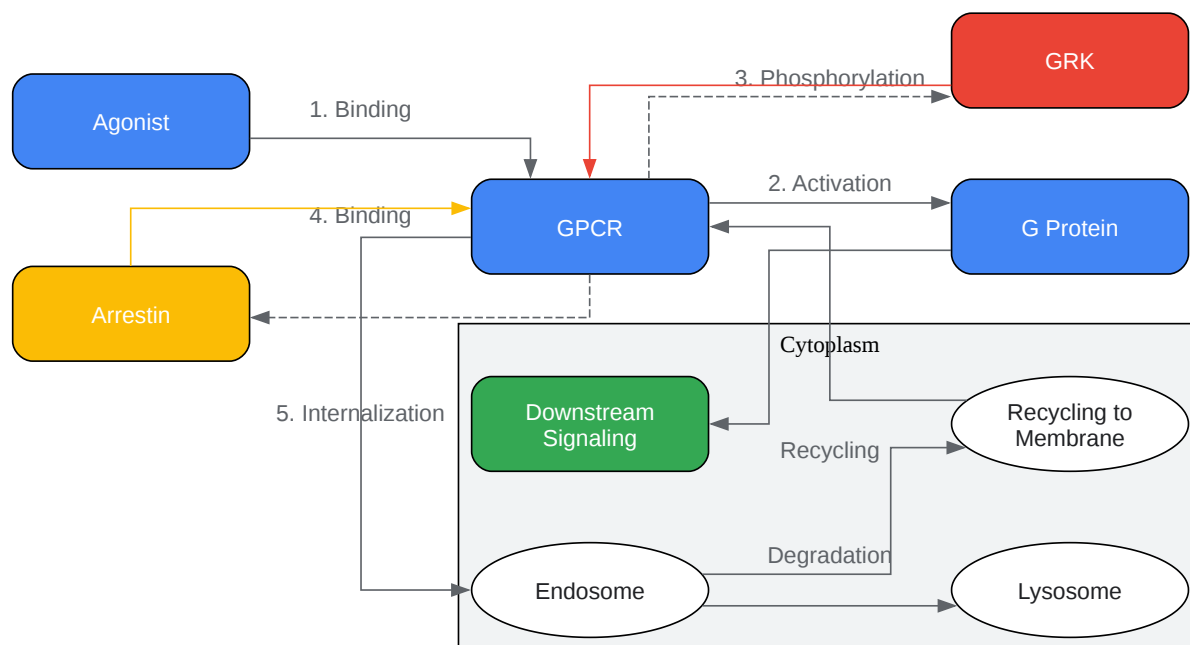 GRK
3. Phosphorylation
Agonist
1. Binding
2. Activation
4. Binding
GPCR
G Protein
Arrestin
Cytoplasm
5. Internalization
Downstream
Signaling
Recycling to
Membrane
Recycling
Degradation
Endosome
Lysosome